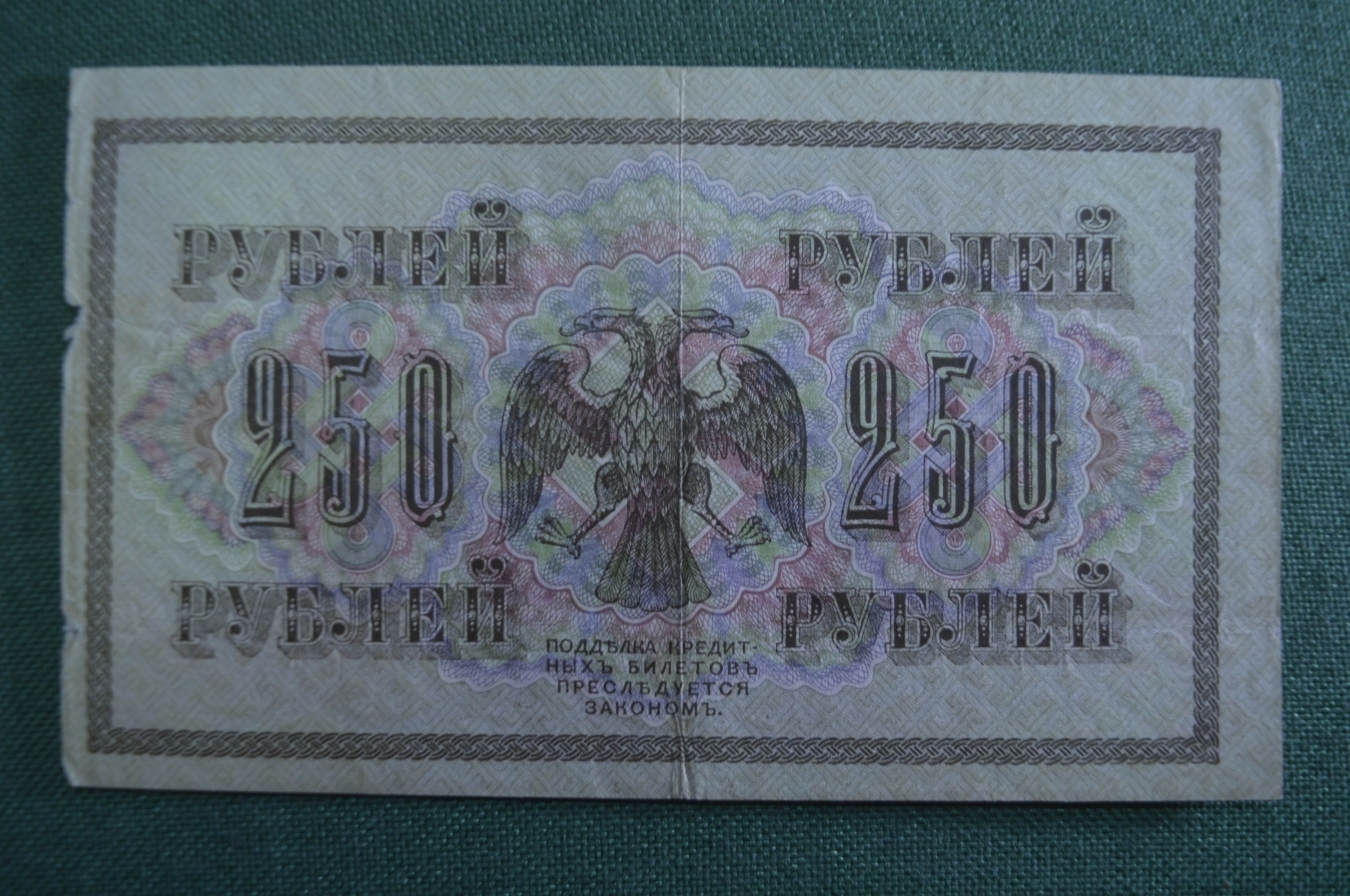 РУБЛЕЙ РУБЛЕЙ
250 250
РУБЛЕЙ РУБЛЕЙ
ПОДДѢЛКА КРЕДИТ-
НЫХЪ БИЛЕТОВЪ
ПРЕСЛѢДУЕТСЯ
ЗАКОНОМЪ.